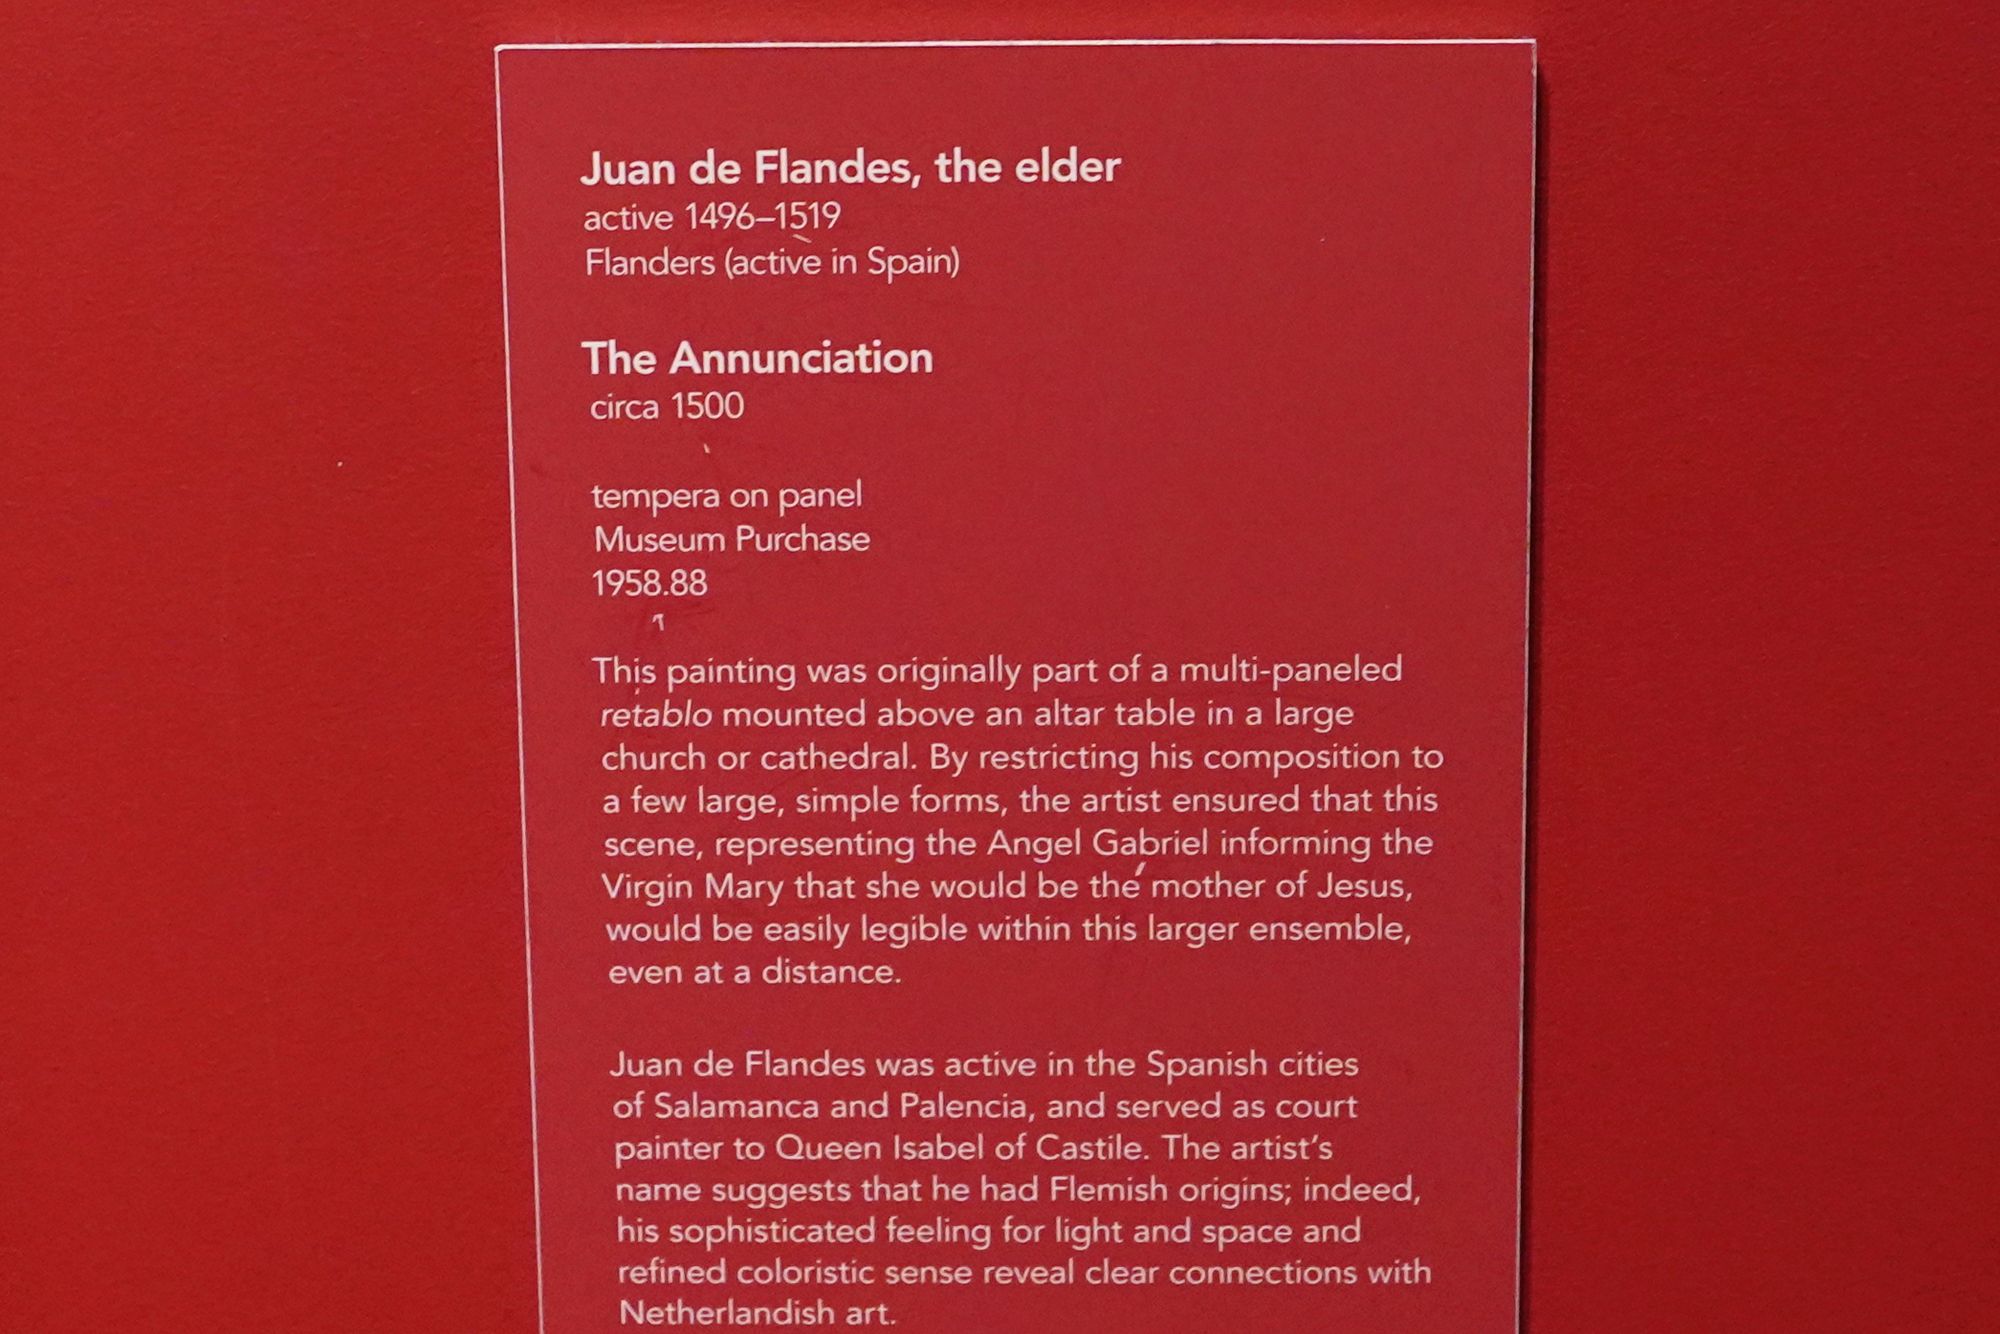 Juan de Flandes, the elder
active 1496–1519
Flanders (active in Spain)
The Annunciation
circa 1500
tempera on panel
Museum Purchase
1958.88
This painting was originally part of a multi-paneled
retablo mounted above an altar table in a large
church or cathedral. By restricting his composition to
a few large, simple forms, the artist ensured that this
scene, representing the Angel Gabriel informing the
Virgin Mary that she would be the mother of Jesus,
would be easily legible within this larger ensemble,
even at a distance.
Juan de Flandes was active in the Spanish cities
of Salamanca and Palencia, and served as court
painter to Queen Isabel of Castile. The artist’s
name suggests that he had Flemish origins; indeed,
his sophisticated feeling for light and space and
refined coloristic sense reveal clear connections with
Netherlandish art.